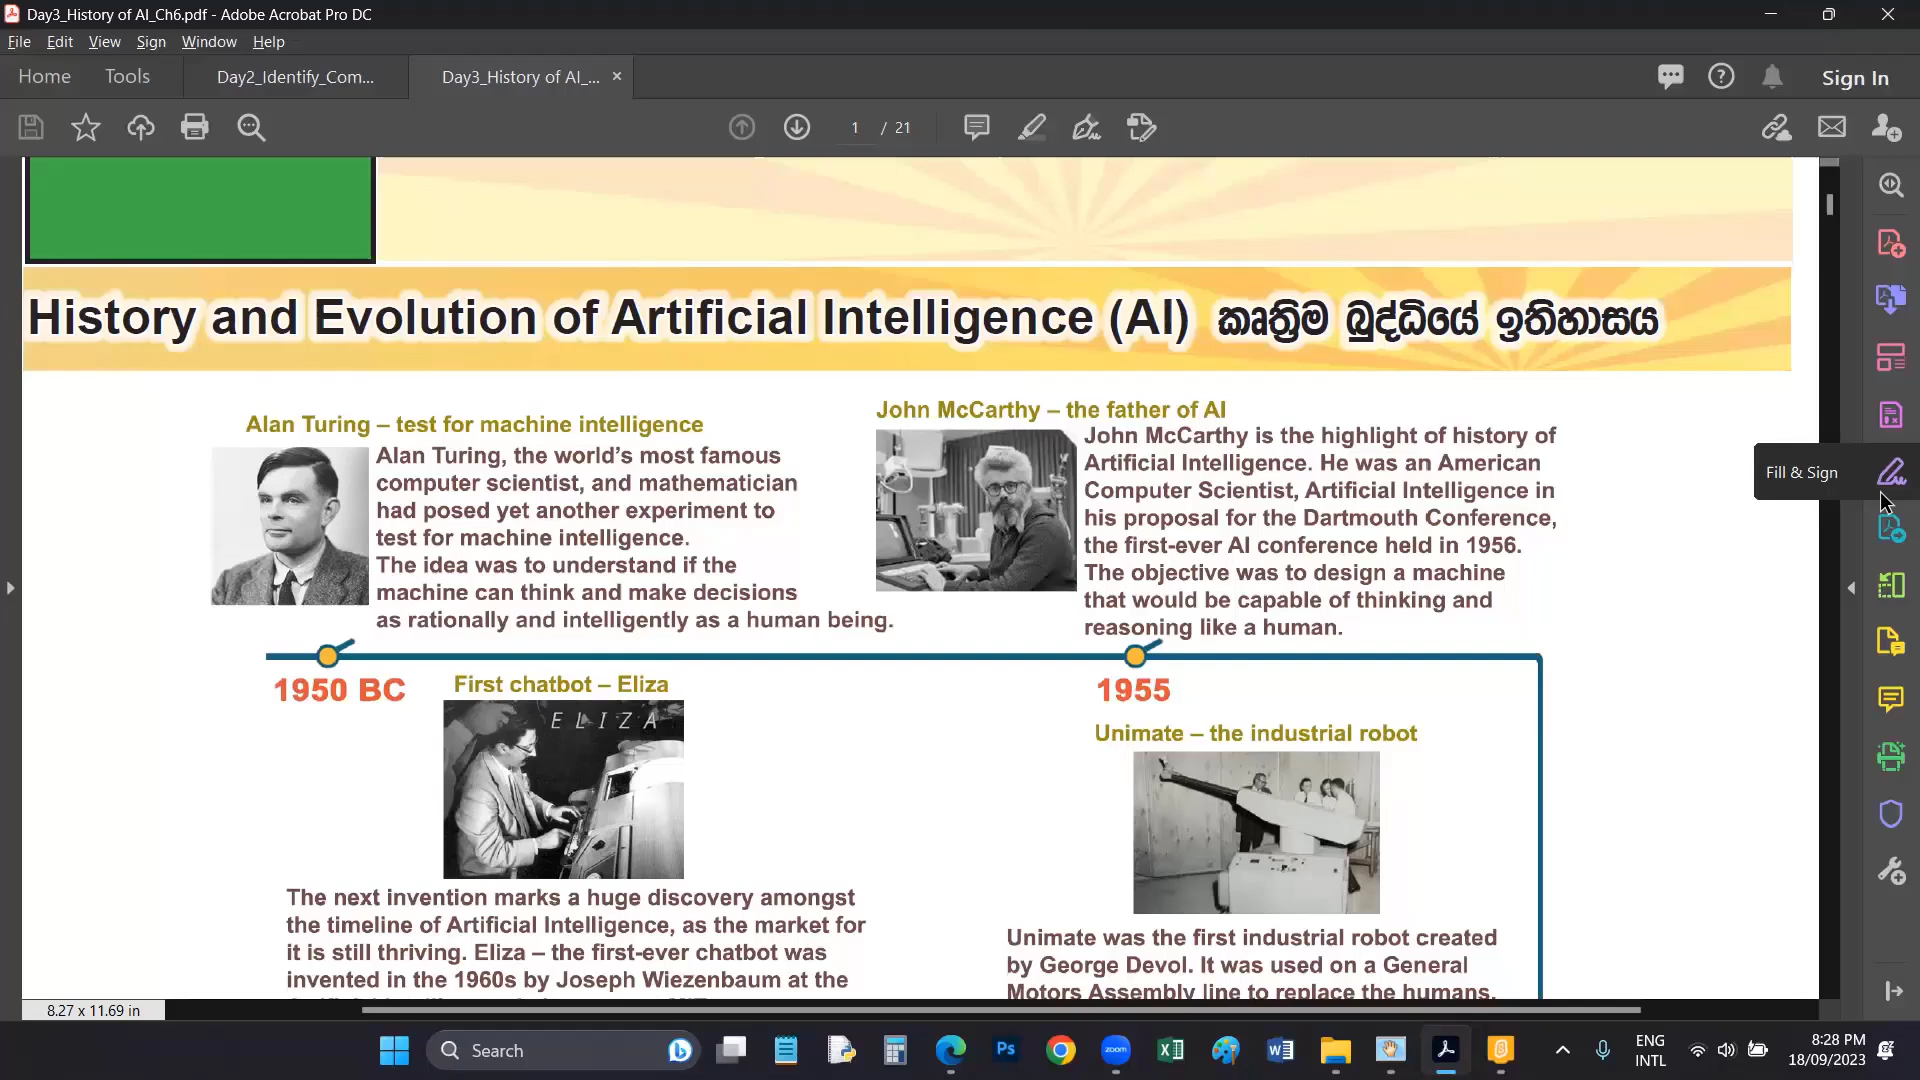 Day3_History of AI_Ch6.pdf - Adobe Acrobat Pro DC
File Edit View Sign Window Help
Home Tools Day2_Identify_Com... Day3_History of AI_... × Sign In
1 / 21
History and Evolution of Artificial Intelligence (AI) කෘත්‍රිම බුද්ධියේ ඉතිහාසය
Alan Turing – test for machine intelligence
Alan Turing, the world's most famous
computer scientist, and mathematician
had posed yet another experiment to
test for machine intelligence.
The idea was to understand if the
machine can think and make decisions
as rationally and intelligently as a human being.
John McCarthy – the father of AI
John McCarthy is the highlight of history of
Artificial Intelligence. He was an American
Computer Scientist, Artificial Intelligence in
his proposal for the Dartmouth Conference,
the first-ever AI conference held in 1956.
The objective was to design a machine
that would be capable of thinking and
reasoning like a human.
Fill & Sign
1950 BC
1955
First chatbot – Eliza
ELIZA
The next invention marks a huge discovery amongst
the timeline of Artificial Intelligence, as the market for
it is still thriving. Eliza – the first-ever chatbot was
invented in the 1960s by Joseph Wiezenbaum at the
Unimate – the industrial robot
Unimate was the first industrial robot created
by George Devol. It was used on a General
Motors Assembly line to replace the humans.
8.27 x 11.69 in
Search
Ps
zoom
ENG
INTL
8:28 PM
18/09/2023